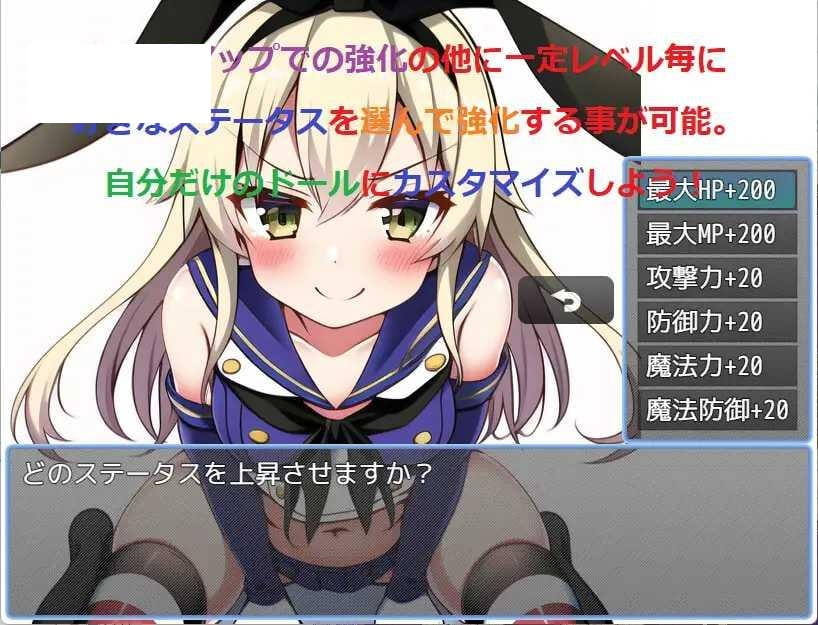 ップでの強化の他に一定レベル毎に
好きなステータスを選んで強化する事が可能。
自分だけのドールにカスタマイズしよう！
最大HP+200
最大MP+200
攻撃力+20
防御力+20
魔法力+20
魔法防御+20
どのステータスを上昇させますか？